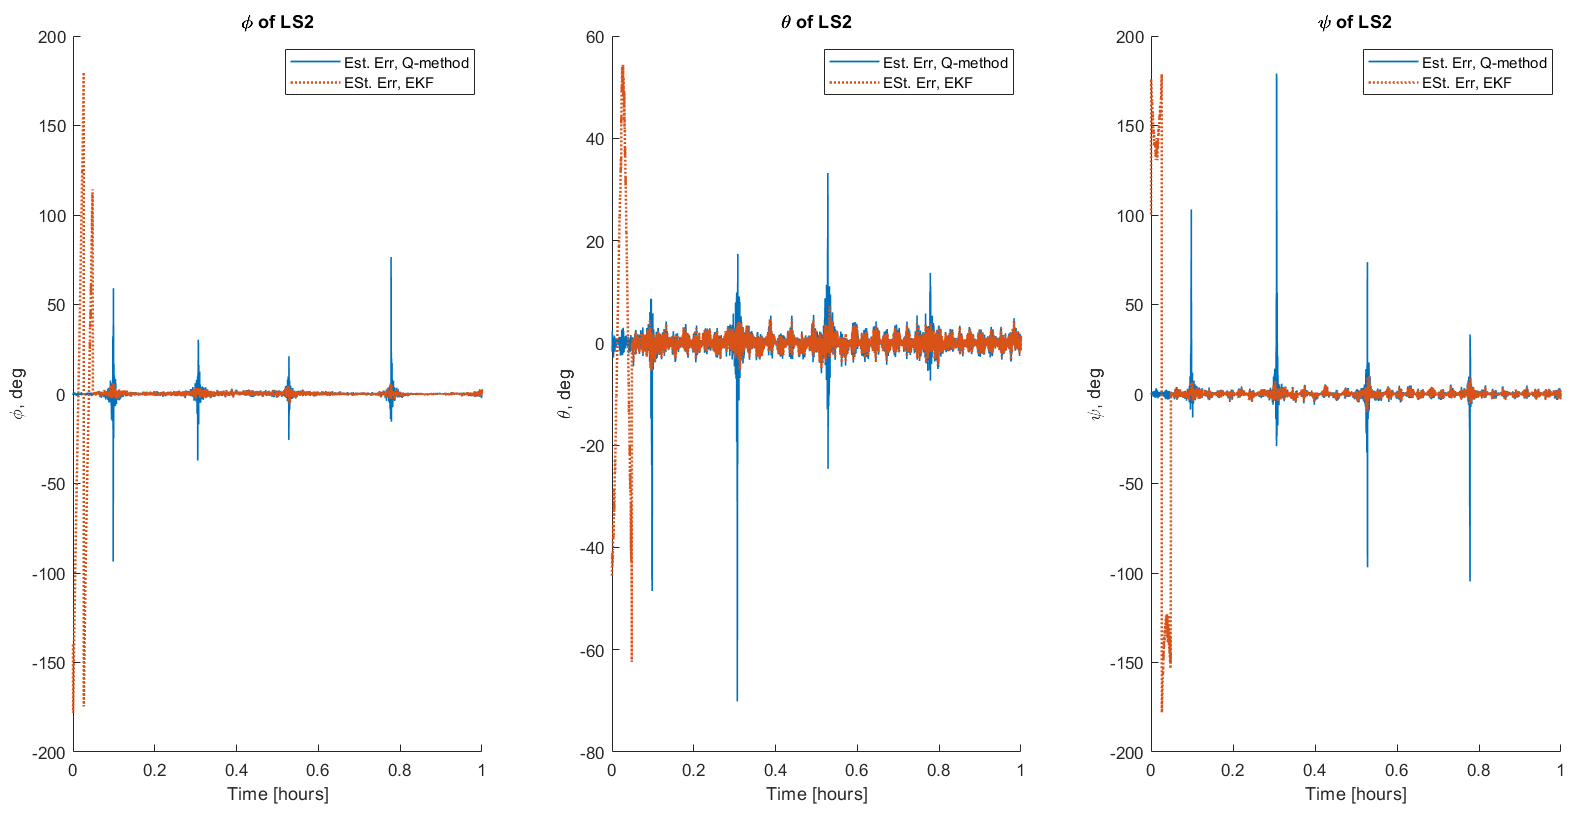 ϕ of LS2
Est. Err, Q-method
ESt. Err, EKF
200
150
100
50
0
-50
-100
-150
-200
ϕ, deg
0
0.2
0.4
0.6
0.8
1
Time [hours]
θ of LS2
Est. Err, Q-method
ESt. Err, EKF
60
40
20
0
-20
-40
-60
-80
θ, deg
0
0.2
0.4
0.6
0.8
1
Time [hours]
ψ of LS2
Est. Err, Q-method
ESt. Err, EKF
200
150
100
50
0
-50
-100
-150
-200
ψ, deg
0
0.2
0.4
0.6
0.8
1
Time [hours]